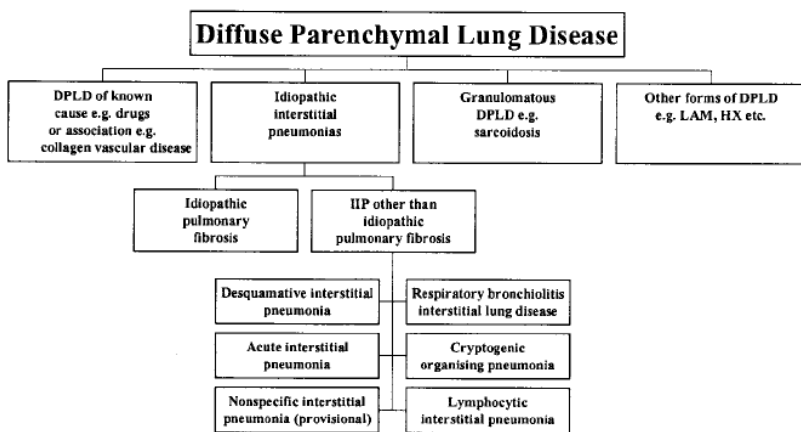 Diffuse Parenchymal Lung Disease
DPLD of known
cause e.g. drugs
or association e.g.
collagen vascular disease
Idiopathic
interstitial
pneumonias
Granulomatous
DPLD e.g.
sarcoidosis
Other forms of DPLD
e.g. LAM, HX etc.
Idiopathic
pulmonary
fibrosis
IIP other than
idiopathic
pulmonary fibrosis
Desquamative interstitial
pneumonia
Respiratory bronchiolitis
interstitial lung disease
Acute interstitial
pneumonia
Cryptogenic
organising pneumonia
Nonspecific interstitial
pneumonia (provisional)
Lymphocytic
interstitial pneumonia